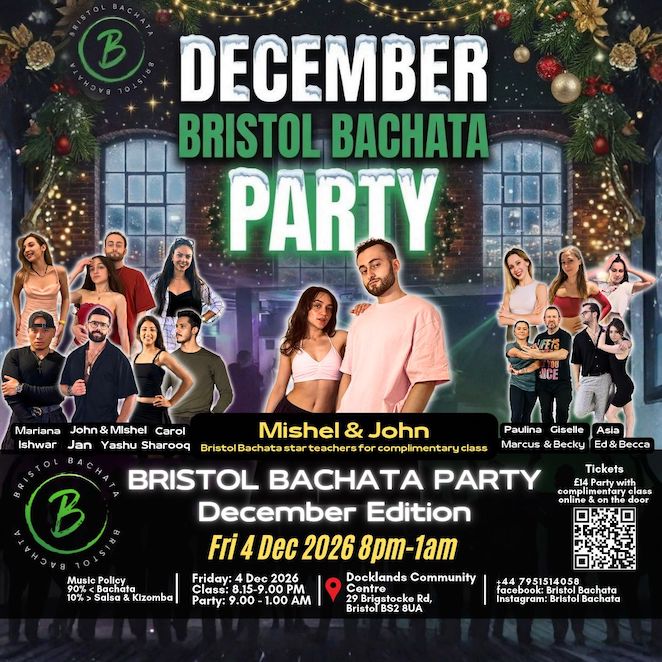 BRISTOL BACHATA
B
BRISTOL BACHATA
DECEMBER
BRISTOL BACHATA
PARTY
Mariana John & Mishel Carol
Ishwar Jan Yashu Sharooq
Mishel & John
Bristol Bachata star teachers for complimentary class
Paulina Giselle Asia
Marcus & Becky Ed & Becca
BRISTOL BACHATA
B
BRISTOL BACHATA
BRISTOL BACHATA PARTY
December Edition
Fri 4 Dec 2026 8pm-1am
Tickets
£14 Party with
complimentary class
online & on the door
Music Policy
90% < Bachata
10% > Salsa & Kizomba
Friday: 4 Dec 2026
Class: 8.15-9.00 PM
Party: 9.00 - 1.00 AM
Docklands Community
Centre
29 Brigstocke Rd,
Bristol BS2 8UA
+44 7951514058
facebook: Bristol Bachata
Instagram: Bristol Bachata